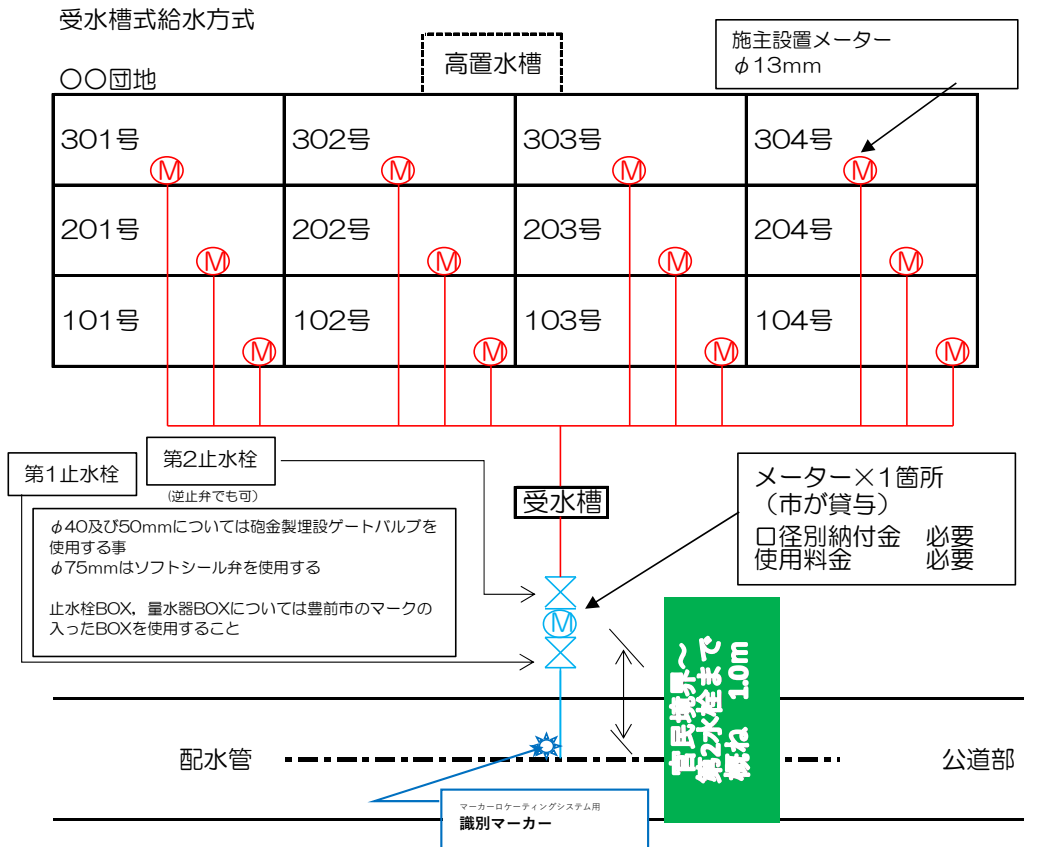 受水槽式給水方式
高置水槽
施主設置メーター
φ13mm
〇〇団地
301号
302号
303号
304号
M
M
M
M
201号
202号
203号
204号
M
M
M
M
101号
102号
103号
104号
M
M
M
M
第1止水栓
第2止水栓
(逆止弁でも可)
受水槽
メーター×1箇所
(市が貸与)
口径別納付金 必要
使用料金 必要
φ40及び50mmについては砲金製埋設ゲートバルブを
使用する事
φ75mmはソフトシール弁を使用する
止水栓BOX，量水器BOXについては豊前市のマークの
入ったBOXを使用すること
M
官民境界～
第2水栓まで
概ね 1.0m
配水管
公道部
マーカーロケーティングシステム用
識別マーカー